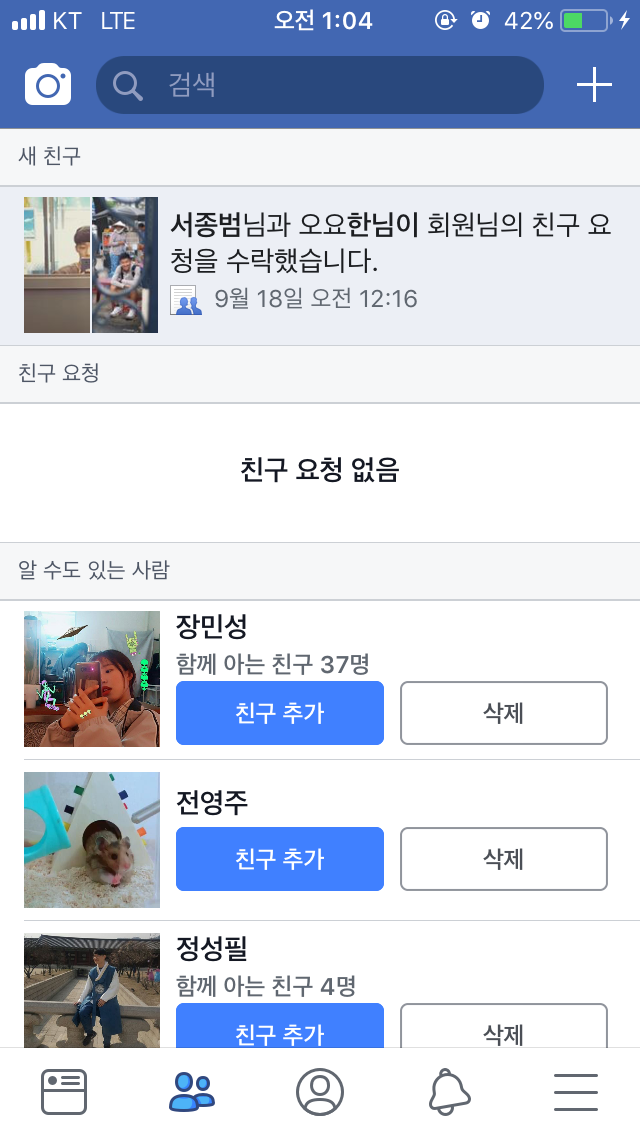 KT LTE 오전 1:04 42%
검색
새 친구
서종범님과 오요한님이 회원님의 친구 요
청을 수락했습니다.
9월 18일 오전 12:16
친구 요청
친구 요청 없음
알 수도 있는 사람
장민성
함께 아는 친구 37명
친구 추가 삭제
전영주
친구 추가 삭제
정성필
함께 아는 친구 4명
친구 추가 삭제